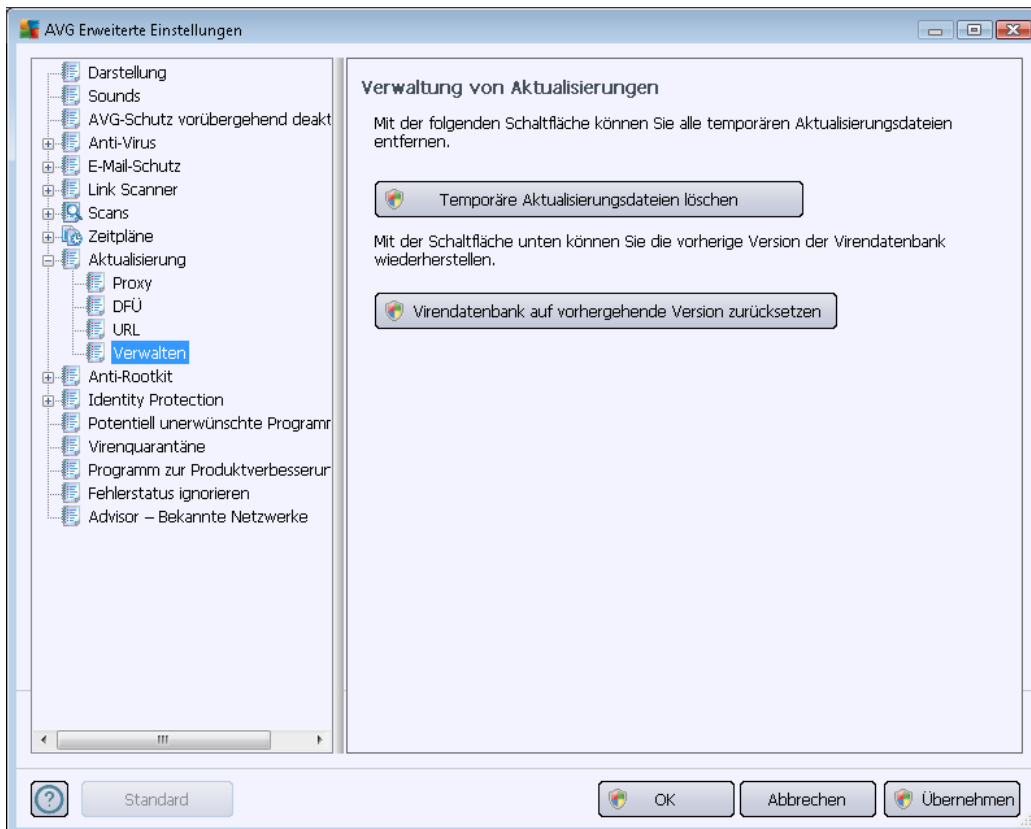 AVG Erweiterte Einstellungen
Darstellung
Sounds
AVG-Schutz vorübergehend deakt
Anti-Virus
E-Mail-Schutz
Link Scanner
Scans
Zeitpläne
Aktualisierung
Proxy
DFÜ
URL
Verwalten
Anti-Rootkit
Identity Protection
Potentiell unerwünschte Programr
Virenquarantäne
Programm zur Produktverbesserur
Fehlerstatus ignorieren
Advisor – Bekannte Netzwerke
Verwaltung von Aktualisierungen
Mit der folgenden Schaltfläche können Sie alle temporären Aktualisierungsdateien
entfernen.
Temporäre Aktualisierungsdateien löschen
Mit der Schaltfläche unten können Sie die vorherige Version der Virendatenbank
wiederherstellen.
Virendatenbank auf vorhergehende Version zurücksetzen
Standard
OK
Abbrechen
Übernehmen